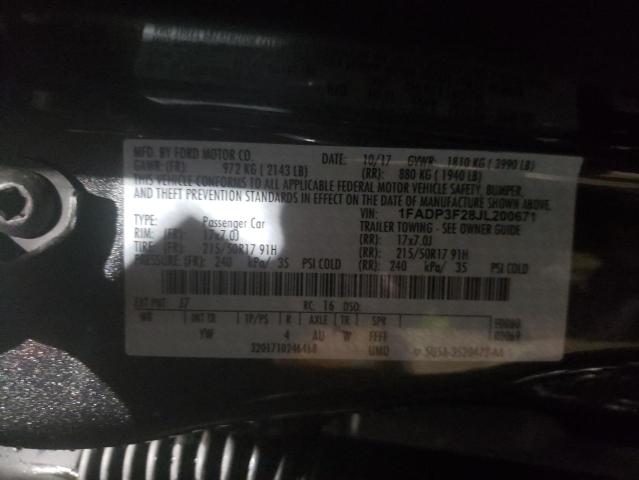 MFD. BY FORD MOTOR CO.
DATE: 10/17 GVWR: 1810 KG ( 3990 LB)
GAWR: (FR): 972 KG ( 2143 LB) (RR): 880 KG ( 1940 LB)
THIS VEHICLE CONFORMS TO ALL APPLICABLE FEDERAL MOTOR VEHICLE SAFETY, BUMPER,
AND THEFT PREVENTION STANDARDS IN EFFECT ON THE DATE OF MANUFACTURE SHOWN ABOVE.
VIN: 1FADP3F28JL200671
TYPE: Passenger Car TRAILER TOWING - SEE OWNER GUIDE
RIM: (FR): 17x7.0J (RR): 17x7.0J
TIRE: (FR): 215/50R17 91H (RR): 215/50R17 91H
PRESSURE: (FR): 240 kPa/ 35 PSI COLD (RR): 240 kPa/ 35 PSI COLD
EXT PNT: J7 RC: 16 DSO:
WB INT TR TP/PS R AXLE TR SPR
YW 4 AU W FFFF
3201710246468 GMQ